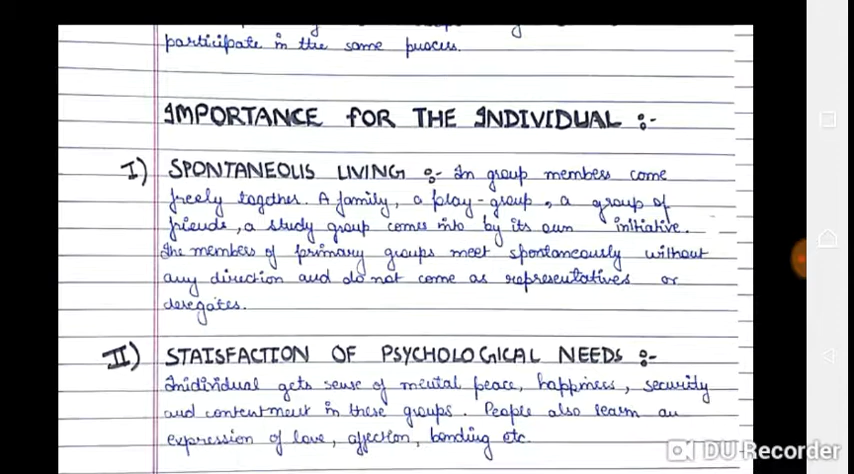 participate in the same process.
IMPORTANCE FOR THE INDIVIDUAL :-
I) SPONTANEOUS LIVING :- In group members come
freely together. A family, a play-group, a group of
friends, a study group comes into by its own initiative.
The members of primary groups meet spontaneously without
any direction and do not come as representatives or
deregates.
II) STAISFACTION OF PSYCHOLOGICAL NEEDS :-
Inidividual gets sense of mental peace, happiness, security
and contentment in these groups. People also learn an
expression of love, affection, bonding etc.
DU Recorder